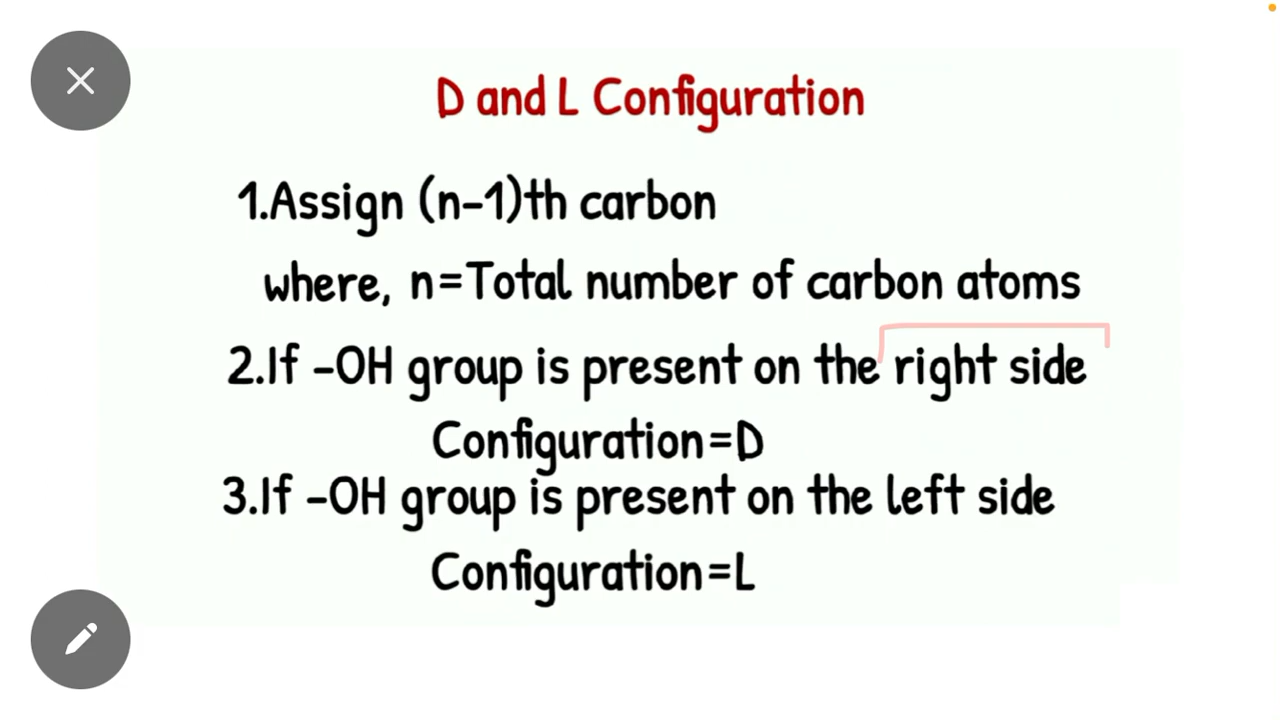 D and L Configuration
1.Assign (n-1)th carbon
where, n=Total number of carbon atoms
2.If -OH group is present on the right side
Configuration=D
3.If -OH group is present on the left side
Configuration=L